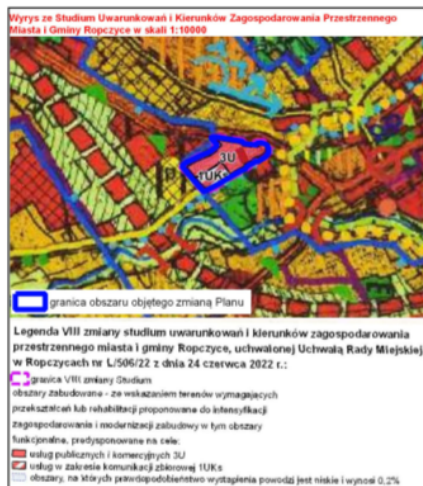 Wyrys ze Studium Uwarunkowań i Kierunków Zagospodarowania Przestrzennego
Miasta i Gminy Ropczyce w skali 1:10000
3U
1UKs
granica obszaru objętego zmianą Planu
Legenda VIII zmiany studium uwarunkowań i kierunków zagospodarowania
przestrzennego miasta i gminy Ropczyce, uchwalonej Uchwałą Rady Miejskiej
w Ropczycach nr L/506/22 z dnia 24 czerwca 2022 r.:
granica VIII zmiany Studium
obszary zabudowane - ze wskazaniem terenów wymagających
przekształceń lub rehabilitacji proponowane do intensyfikacji
zagospodarowania i modernizacji zabudowy w tym obszary
funkcjonalne, predysponowane na cele:
usług publicznych i komercyjnych 3U
usług w zakresie komunikacji zbiorowej 1UKs
obszary, na których prawdopodobieństwo wystąpienia powodzi jest niskie i wynosi 0,2%